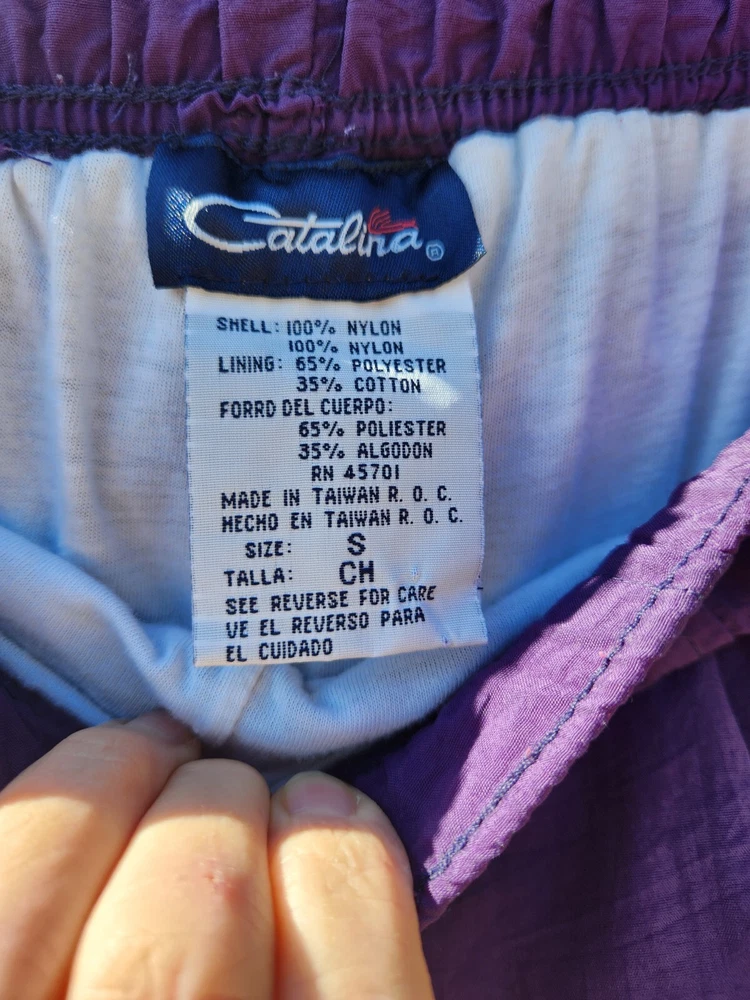 Catalina®
SHELL: 100% NYLON
100% NYLON
LINING: 65% POLYESTER
35% COTTON
FORRD DEL CUERPO:
65% POLIESTER
35% ALGODON
RN 45701
MADE IN TAIWAN R. O. C.
HECHO EN TAIWAN R. O. C.
SIZE: S
TALLA: CH
SEE REVERSE FOR CARE
VE EL REVERSO PARA
EL CUIDADO